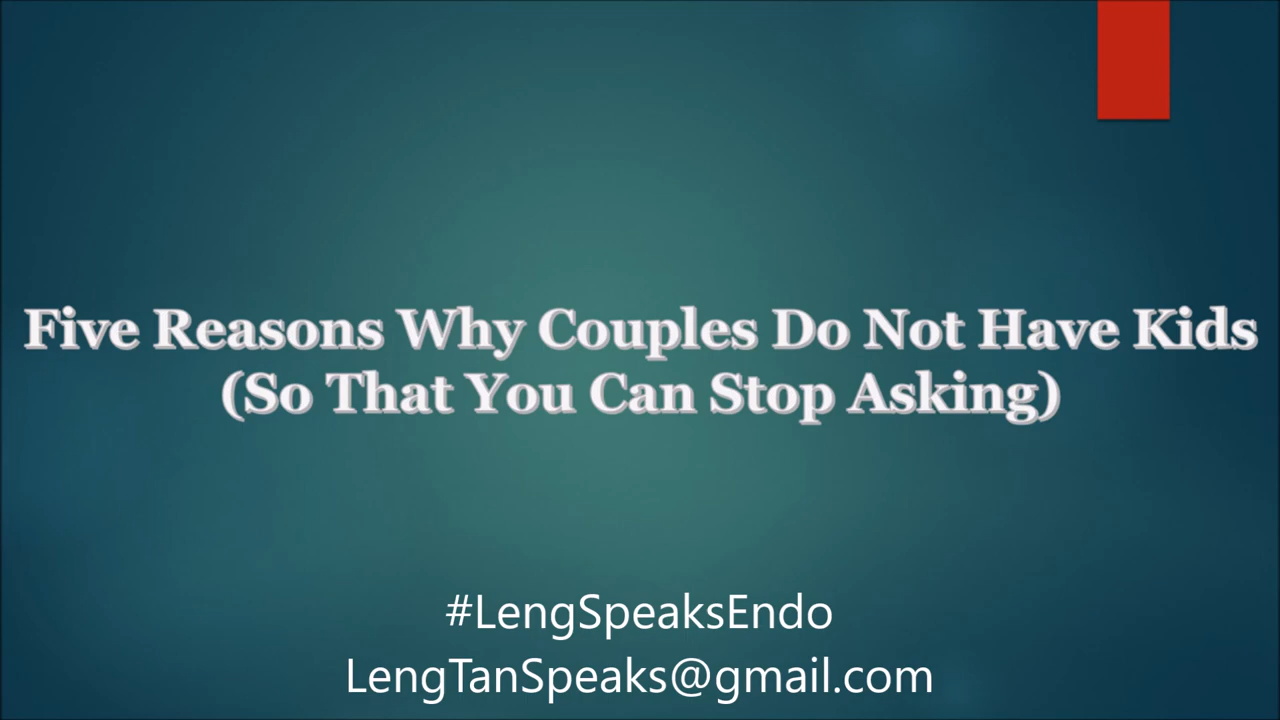 Five Reasons Why Couples Do Not Have Kids
(So That You Can Stop Asking)
#LengSpeaksEndo
LengTanSpeaks@gmail.com